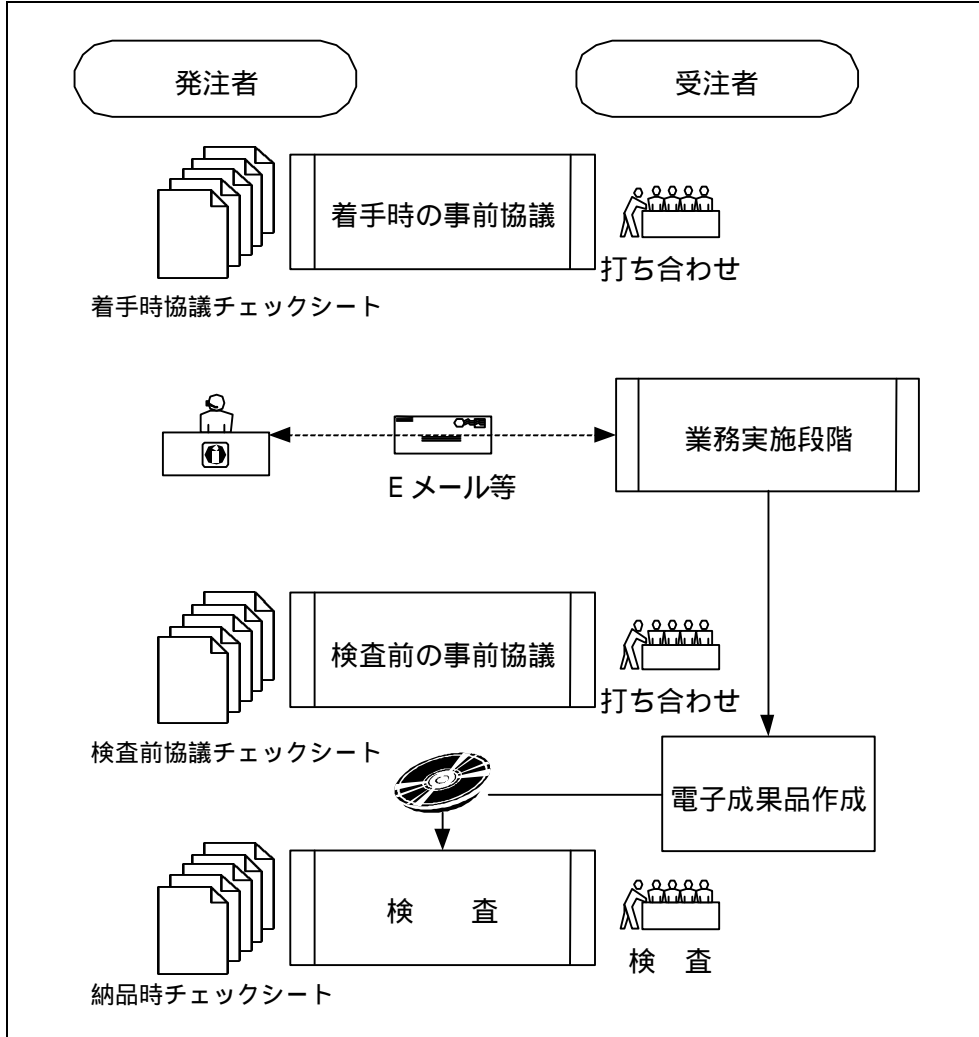 発注者
受注者
着手時の事前協議
打ち合わせ
着手時協議チェックシート
業務実施段階
Eメール等
検査前の事前協議
打ち合わせ
検査前協議チェックシート
電子成果品作成
検　査
検　査
納品時チェックシート